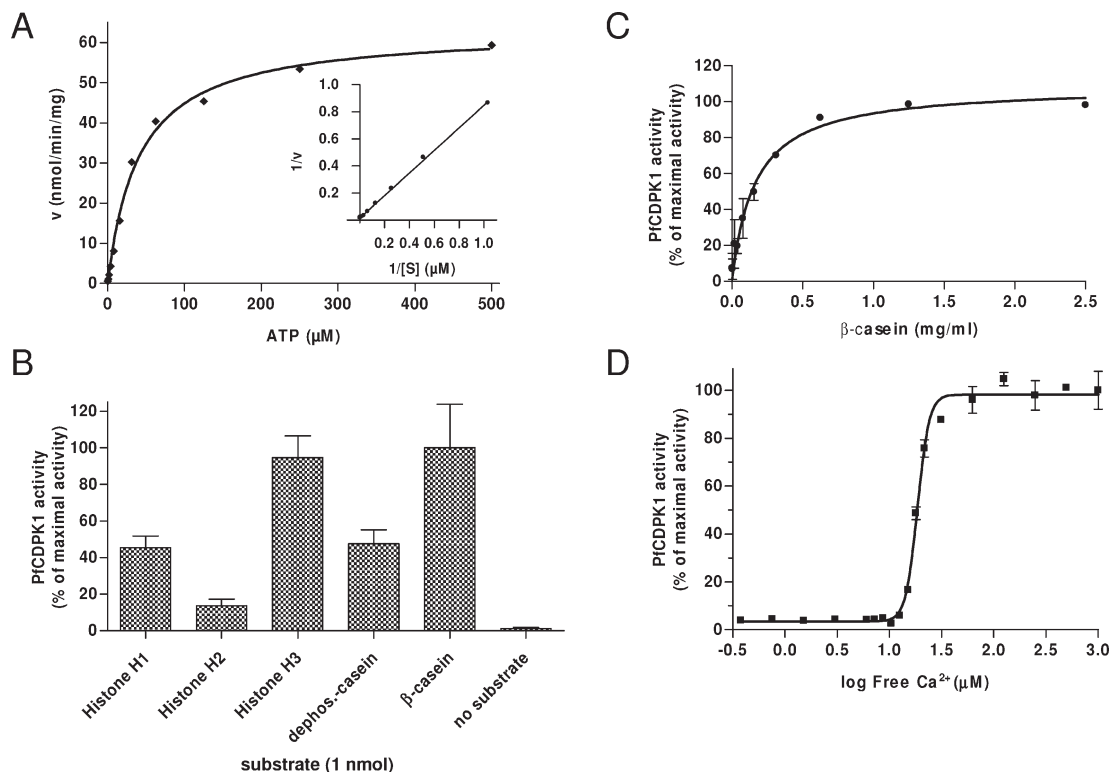 A
v (nmol/min/mg)
60
50
40
30
20
10
0
0 100 200 300 400 500
ATP (µM)
1/v
1.0
0.8
0.6
0.4
0.2
0.2 0.4 0.6 0.8 1.0
1/[S] (µM)
B
PfCDPK1 activity
(% of maximal activity)
120
100
80
60
40
20
0
Histone H1
Histone H2
Histone H3
dephos.-casein
β-casein
no substrate
substrate (1 nmol)
C
PfCDPK1 activity
(% of maximal activity)
120
100
80
60
40
20
0
0.0 0.5 1.0 1.5 2.0 2.5
β-casein (mg/ml)
D
PfCDPK1 activity
(% of maximal activity)
100
80
60
40
20
0
-0.5 0.0 0.5 1.0 1.5 2.0 2.5 3.0
log Free Ca²⁺(µM)